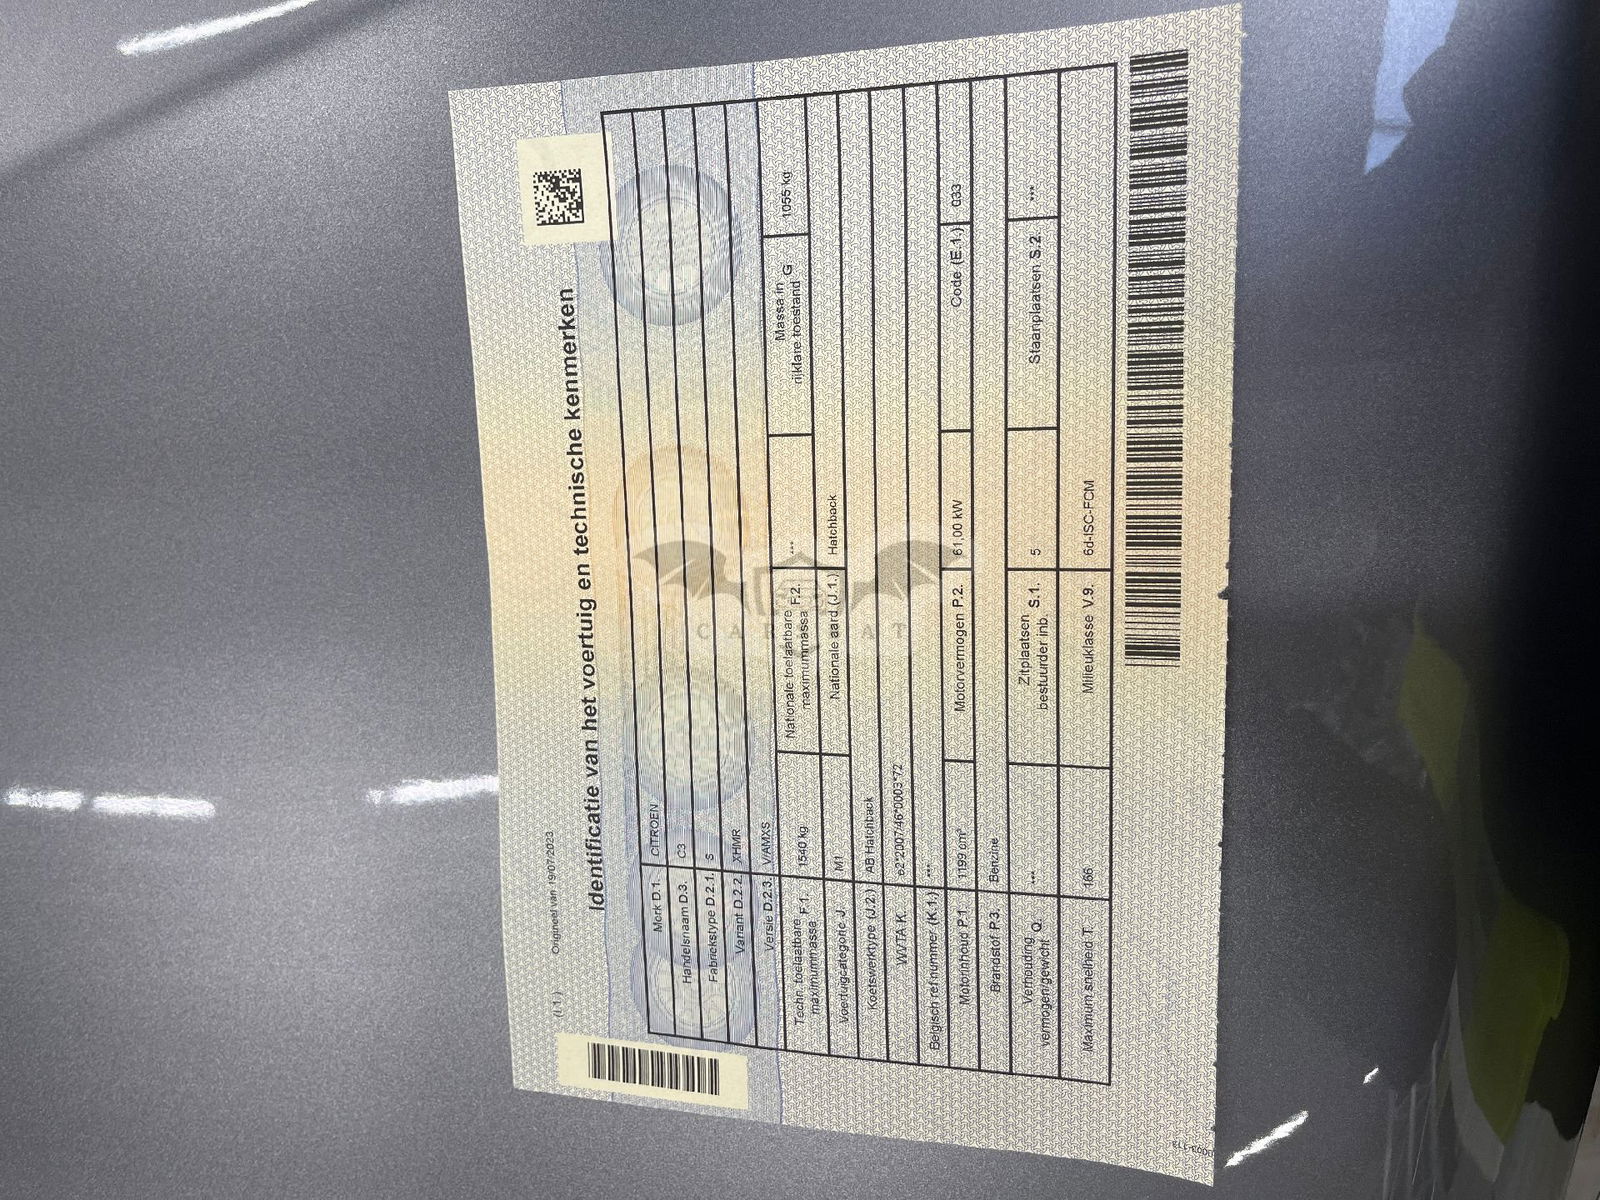 (I.1.) Origineel van 19/07/2023
Identificatie van het voertuig en technische kenmerken
Merk D.1. CITROEN
Handelsnaam D.3. C3
Fabriekstype D.2.1. S
Variant D.2.2. XHMR
Versie D.2.3. V/AMXS
Techn. toelaatbare maximummassa F.1. 1540 kg Nationale toelaatbare maximummassa F.2. *** Massa in rijklare toestand G 1055 kg
Voertuigcategorie J. M1 Nationale aard (J.1.) Hatchback
Koetswerktype (J.2.) AB Hatchback
WVTA K. e2*2007/46*0003*72
Belgisch ref.nummer (K.1.) ***
Motorinhoud P.1 1199 cm³ Motorvermogen P.2. 61,00 kW Code (E.1.) 033
Brandstof P.3. Benzine
Verhouding vermogen/gewicht Q. *** Zitplaatsen bestuurder inb. S.1. 5 Staanplaatsen S.2 ***
Maximum snelheid T. 166 Milieuklasse V.9. 6d-ISC-FCM